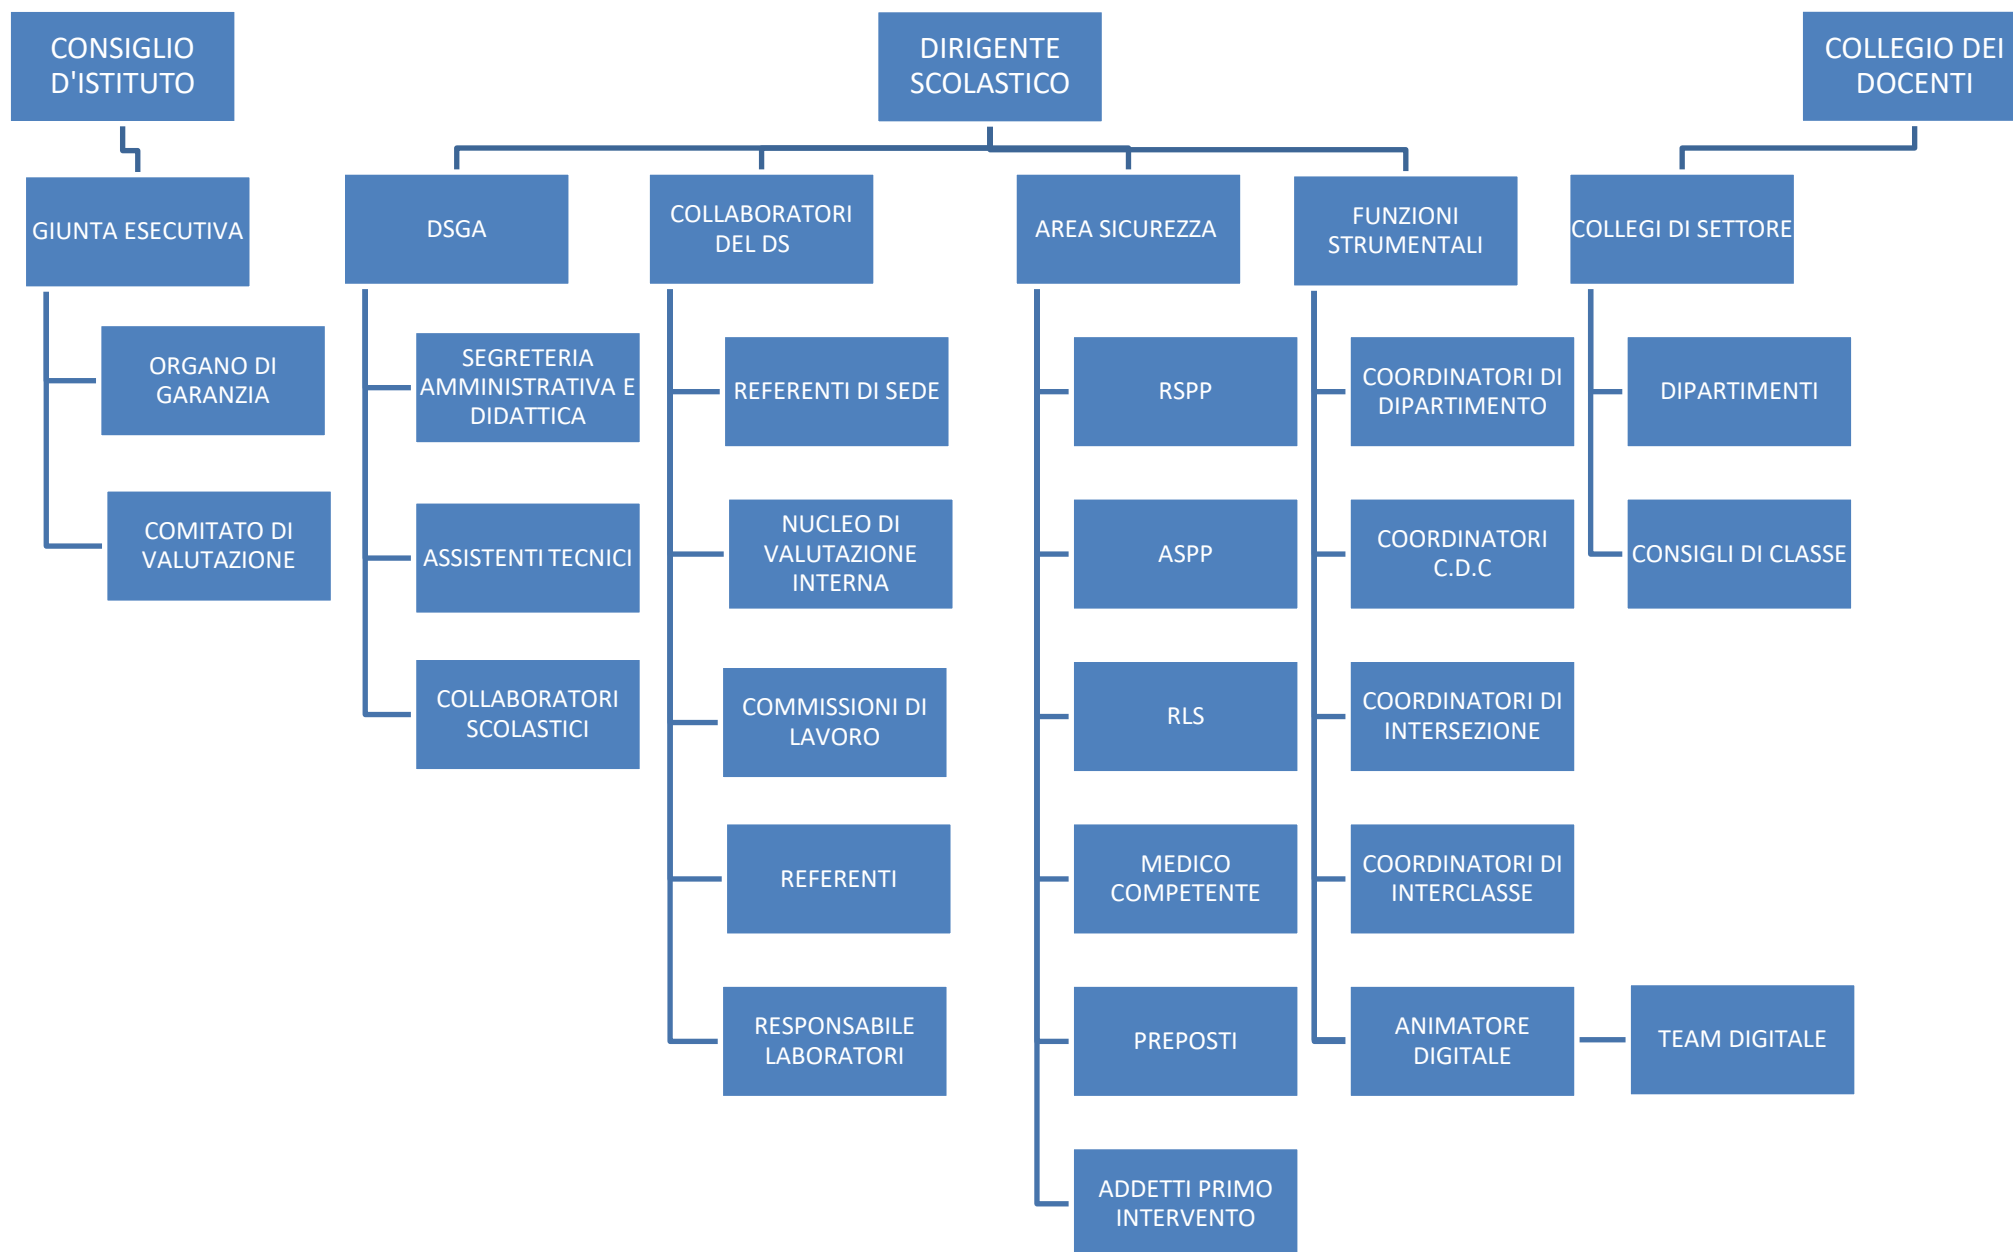 CONSIGLIO
D'ISTITUTO
DIRIGENTE
SCOLASTICO
COLLEGIO DEI
DOCENTI
GIUNTA ESECUTIVA
DSGA
COLLABORATORI
DEL DS
AREA SICUREZZA
FUNZIONI
STRUMENTALI
COLLEGI DI SETTORE
ORGANO DI
GARANZIA
SEGRETERIA
AMMINISTRATIVA E
DIDATTICA
REFERENTI DI SEDE
RSPP
COORDINATORI DI
DIPARTIMENTO
DIPARTIMENTI
COMITATO DI
VALUTAZIONE
ASSISTENTI TECNICI
NUCLEO DI
VALUTAZIONE
INTERNA
ASPP
COORDINATORI
C.D.C
CONSIGLI DI CLASSE
COLLABORATORI
SCOLASTICI
COMMISSIONI DI
LAVORO
RLS
COORDINATORI DI
INTERSEZIONE
REFERENTI
MEDICO
COMPETENTE
COORDINATORI DI
INTERCLASSE
RESPONSABILE
LABORATORI
PREPOSTI
ANIMATORE
DIGITALE
TEAM DIGITALE
ADDETTI PRIMO
INTERVENTO